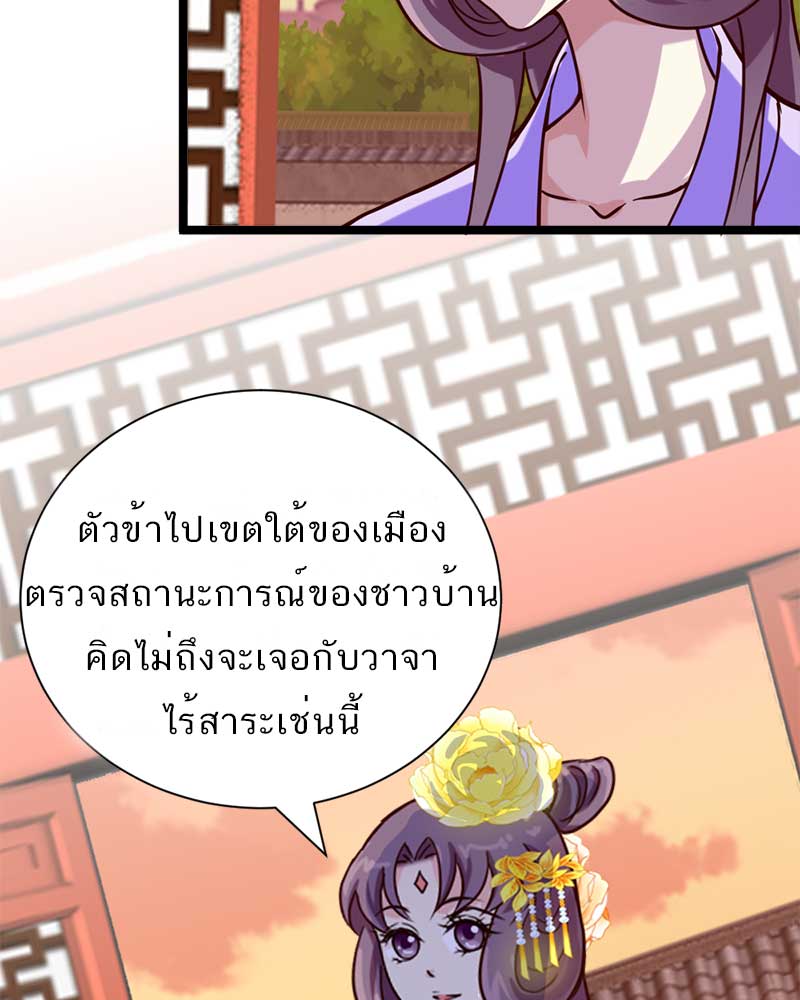 ตัวข้าไปเขตใต้ของเมือง
ตรวจสถานะการณ์ของชาวบ้าน
คิดไม่ถึงจะเจอกับวาจา
ไร้สาระเช่นนี้